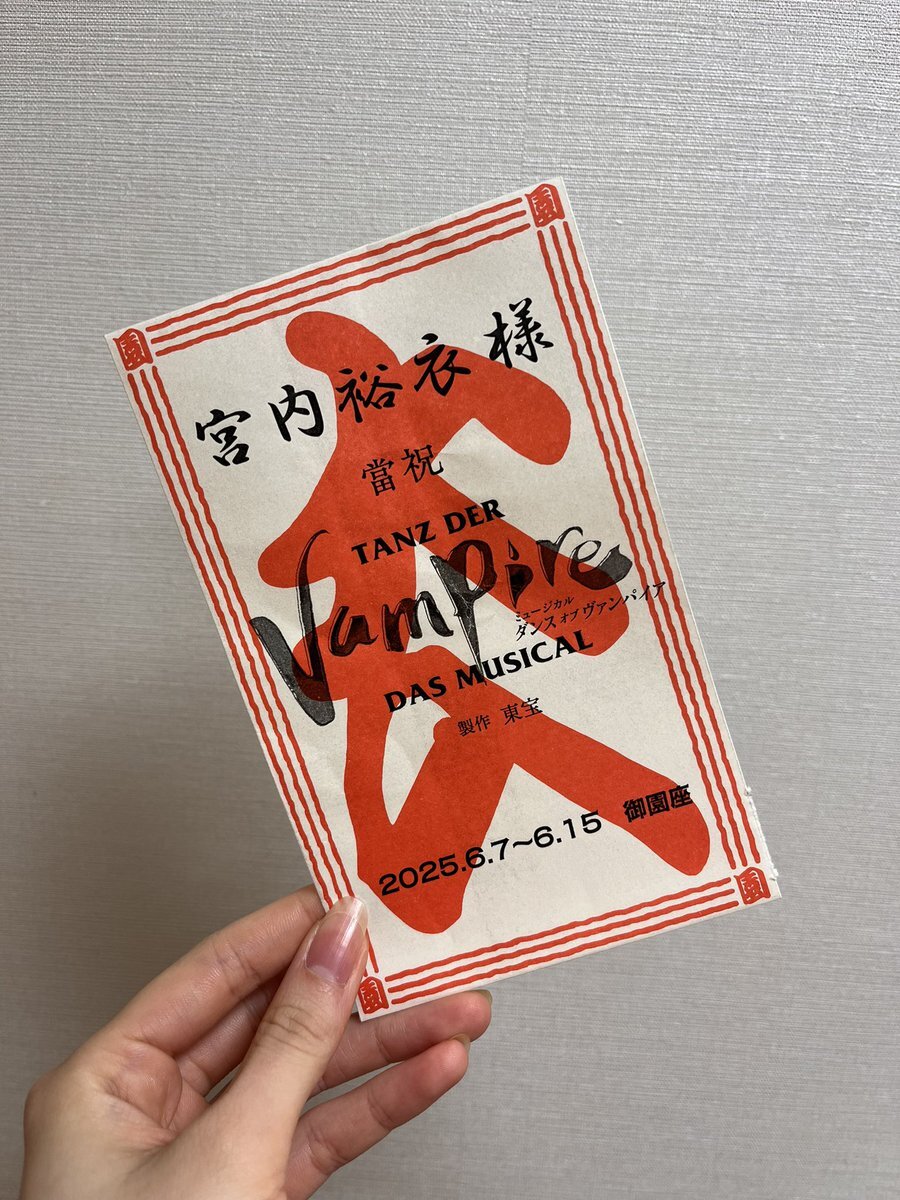 園
園
大入
宮内裕衣様
當祝
TANZ DER
Vampire
ミュージカル
ダンス オブ ヴァンパイア
DAS MUSICAL
製作 東宝
2025.6.7~6.15 御園座
園
園